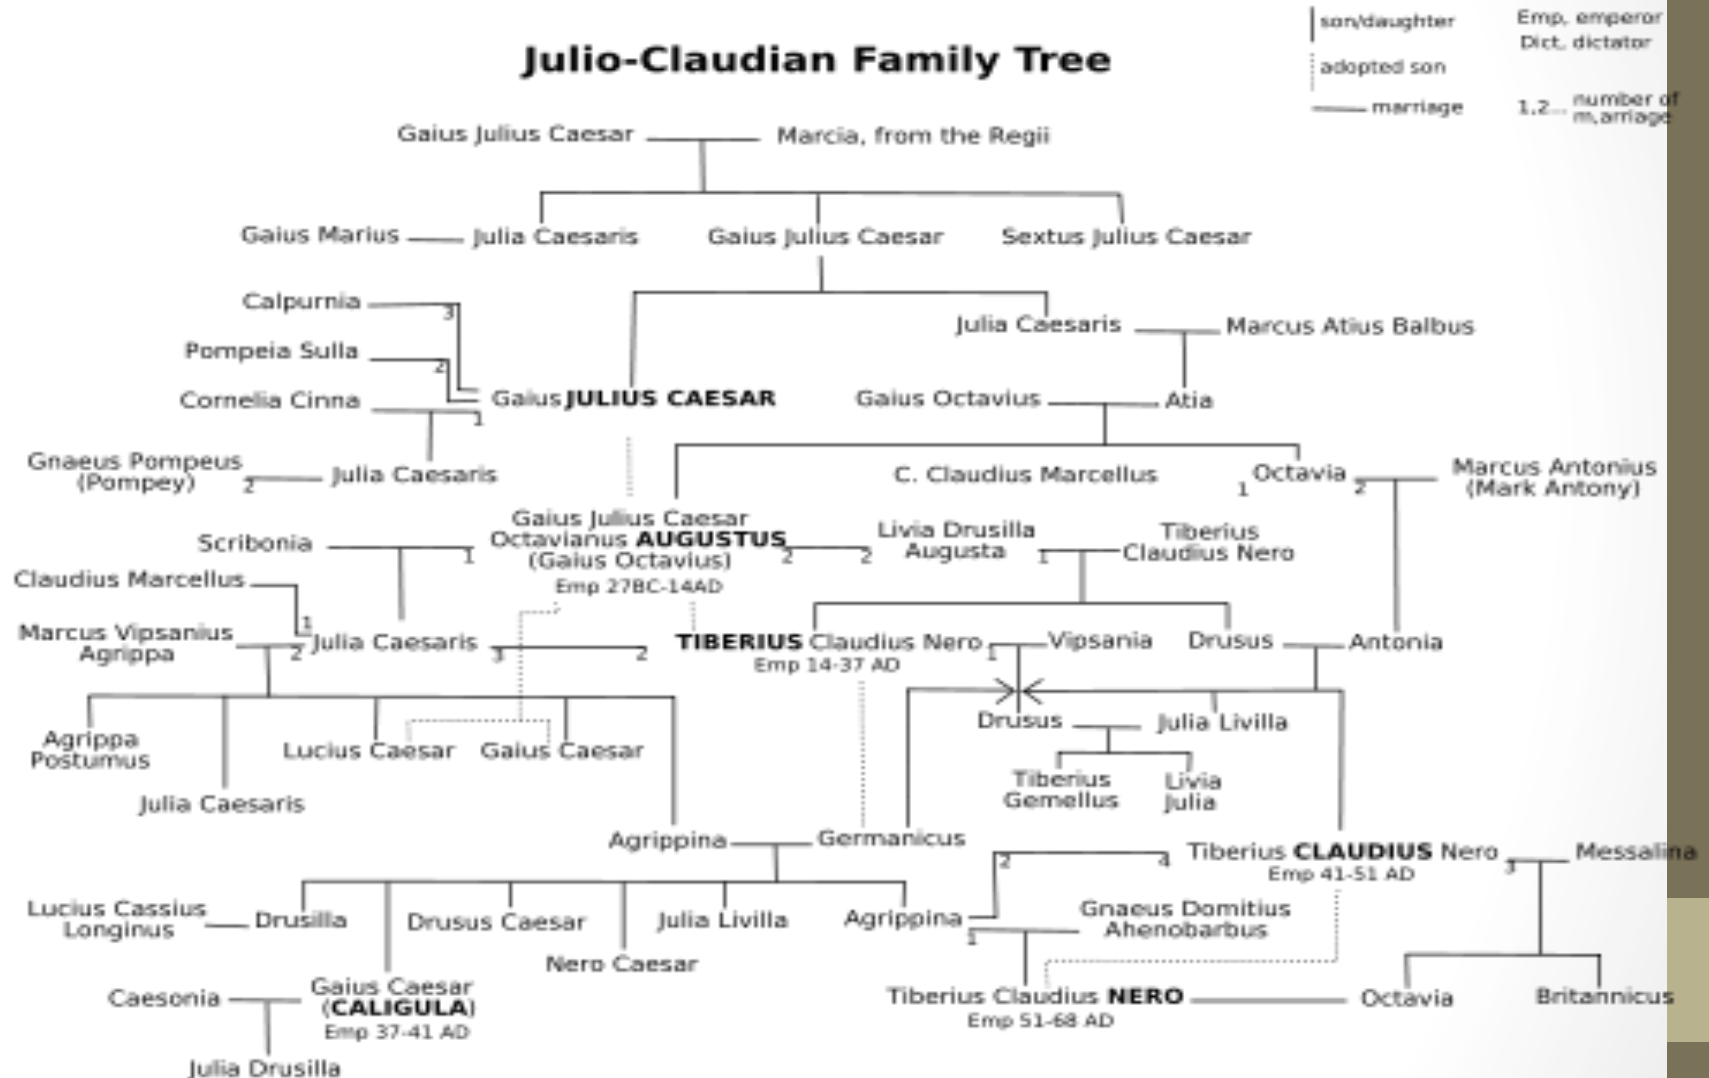 son/daughter
Emp, emperor
Dict, dictator
adopted son
marriage
1,2... number of
m,arriage
Julio-Claudian Family Tree
Gaius Julius Caesar
Marcia, from the Regii
Gaius Marius
Julia Caesaris
Gaius Julius Caesar
Sextus Julius Caesar
Calpurnia
3
Julia Caesaris
Marcus Atius Balbus
Pompeia Sulla
2
Cornelia Cinna
1
Gaius JULIUS CAESAR
Gaius Octavius
Atia
Gnaeus Pompeus
(Pompey)
2
Julia Caesaris
C. Claudius Marcellus
1
Octavia
2
Marcus Antonius
(Mark Antony)
Scribonia
1
Gaius Julius Caesar
Octavianus AUGUSTUS
(Gaius Octavius)
Emp 27BC-14AD
2
2
Livia Drusilla
Augusta
1
Tiberius
Claudius Nero
Claudius Marcellus
1
Marcus Vipsanius
Agrippa
2
Julia Caesaris
3
2
TIBERIUS Claudius Nero
Emp 14-37 AD
1
Vipsania
Drusus
Antonia
Agrippa
Postumus
Lucius Caesar
Gaius Caesar
Drusus
Julia Livilla
Julia Caesaris
Tiberius
Gemellus
Livia
Julia
Agrippina
Germanicus
2
4
Tiberius CLAUDIUS Nero
Emp 41-51 AD
3
Messalina
Lucius Cassius
Longinus
Drusilla
Drusus Caesar
Julia Livilla
Agrippina
1
Gnaeus Domitius
Ahenobarbus
Nero Caesar
Caesonia
Gaius Caesar
(CALIGULA)
Emp 37-41 AD
Tiberius Claudius NERO
Emp 51-68 AD
Octavia
Britannicus
Julia Drusilla